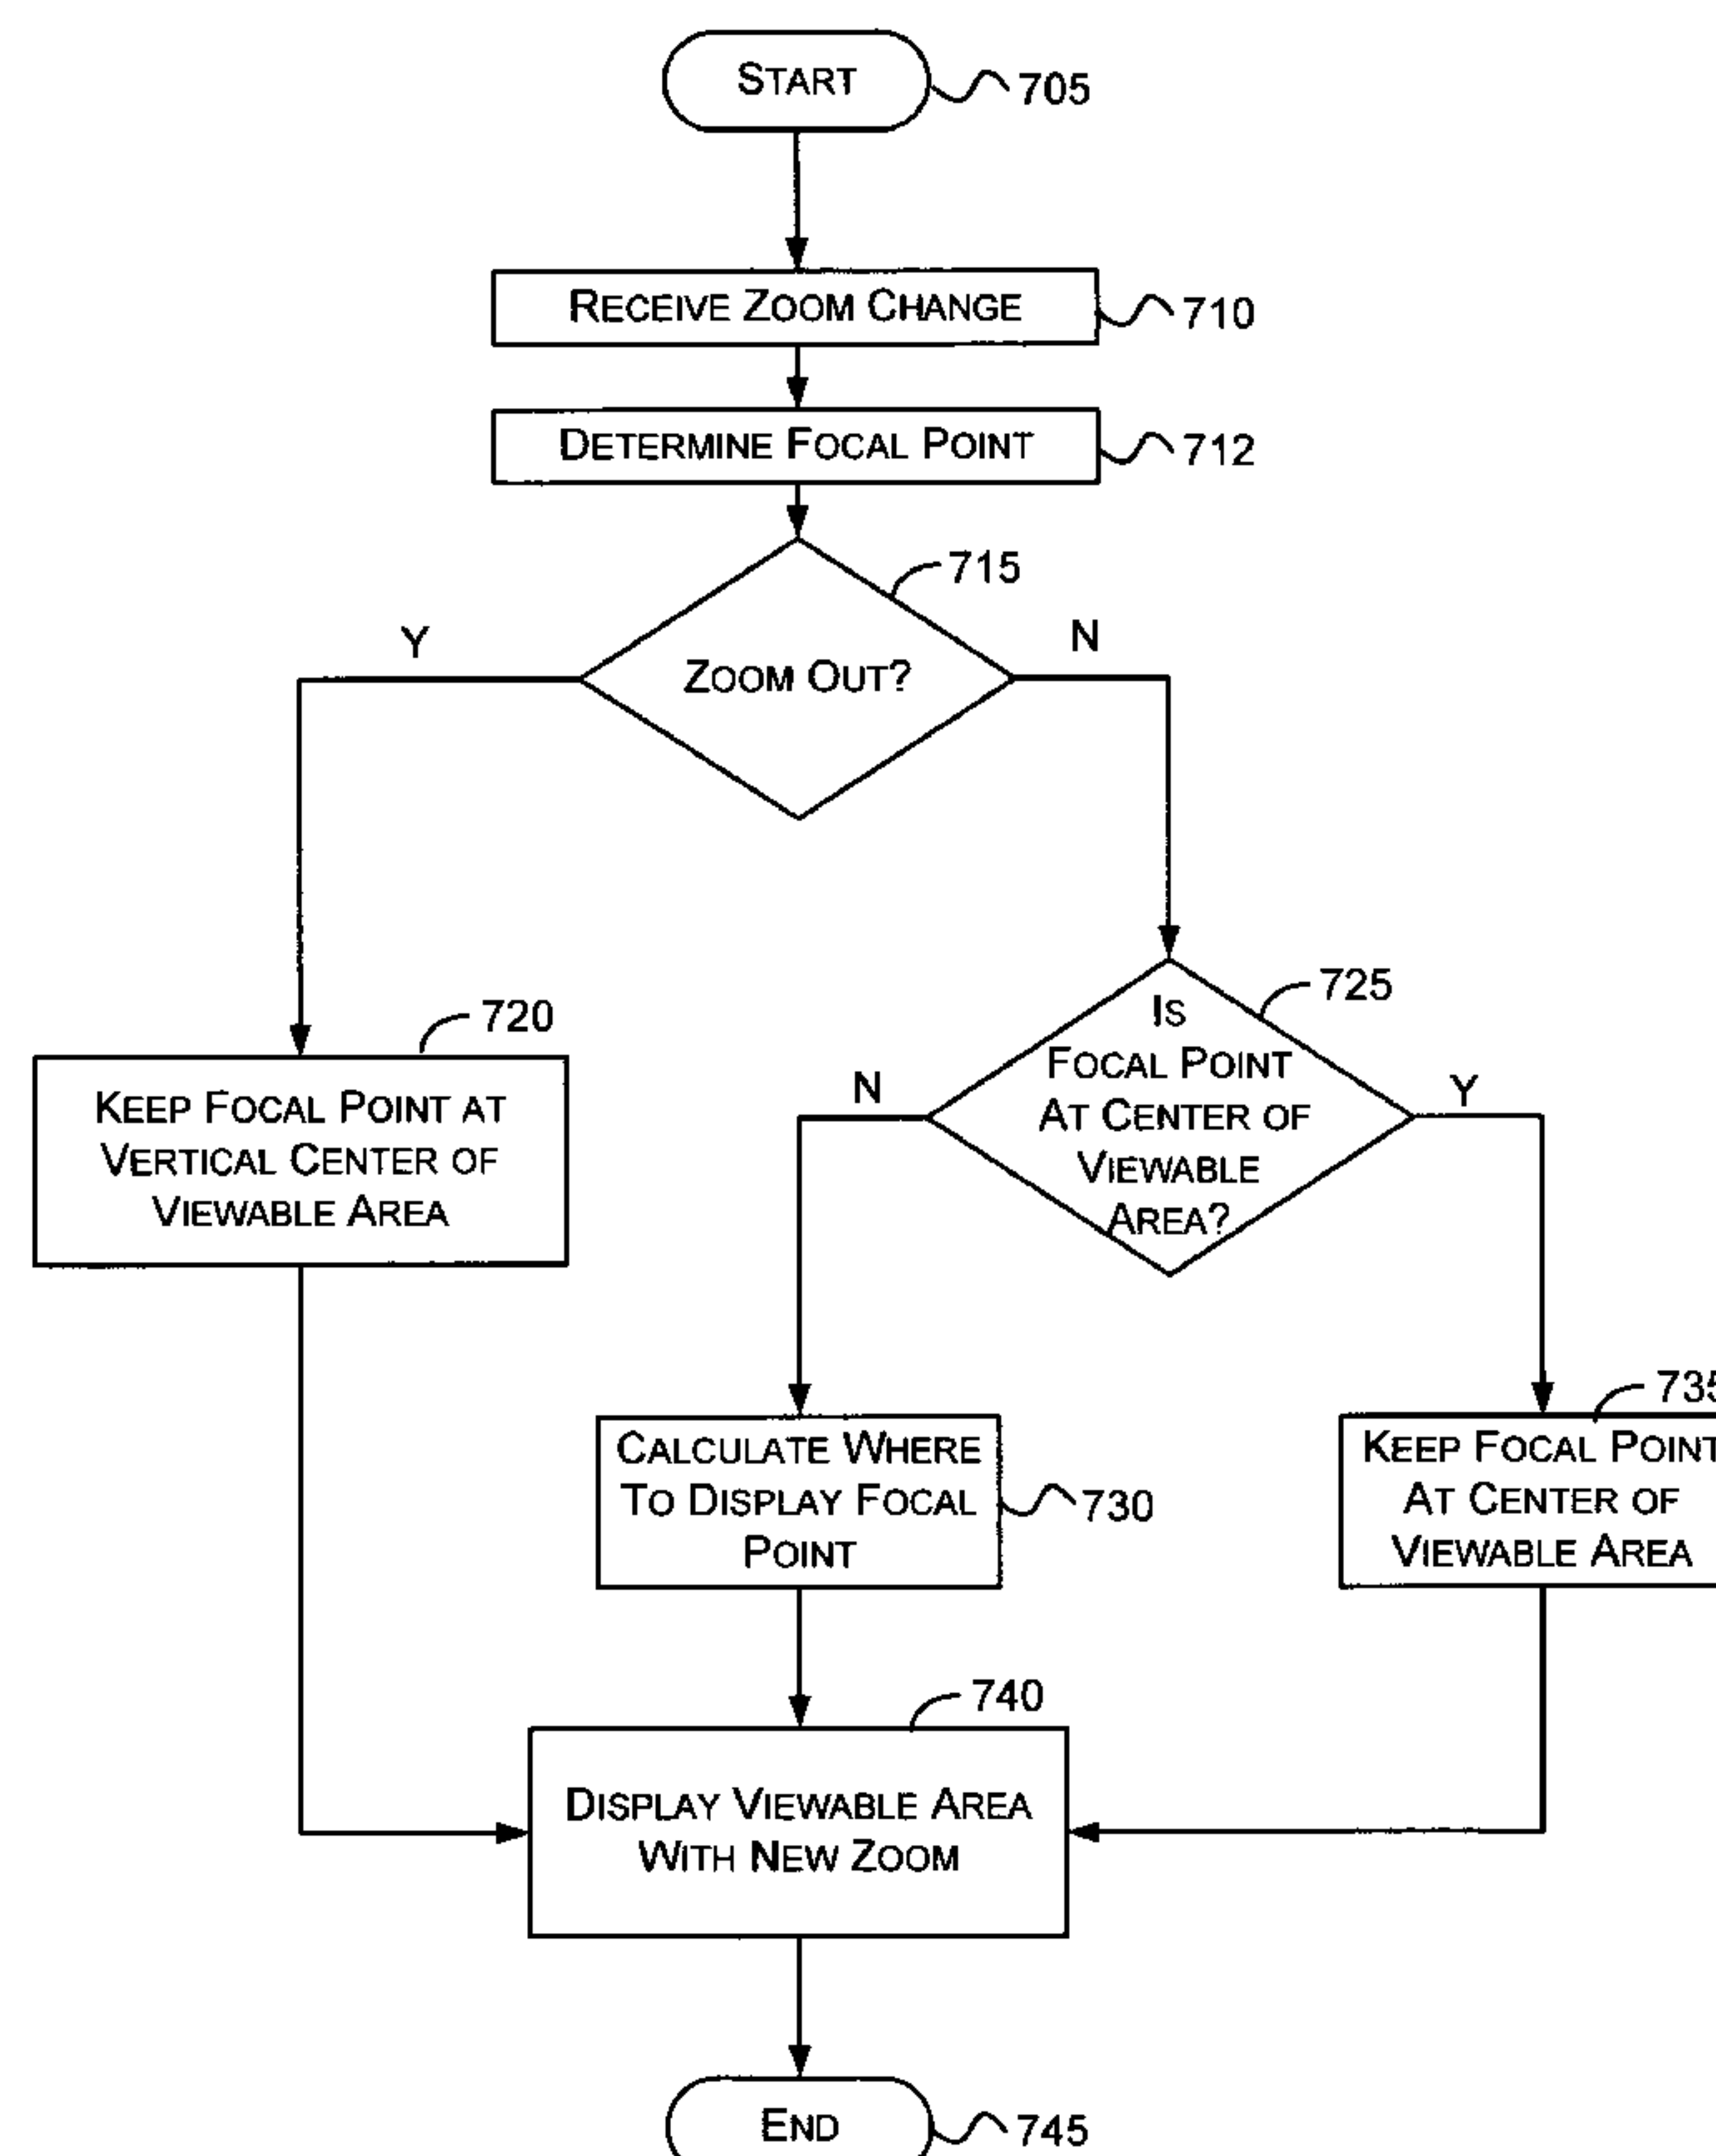 START
705
RECEIVE ZOOM CHANGE
710
DETERMINE FOCAL POINT
712
715
ZOOM OUT?
Y
N
720
KEEP FOCAL POINT AT
VERTICAL CENTER OF
VIEWABLE AREA
725
IS
FOCAL POINT
AT CENTER OF
VIEWABLE
AREA?
N
Y
CALCULATE WHERE
TO DISPLAY FOCAL
POINT
730
735
KEEP FOCAL POINT
AT CENTER OF
VIEWABLE AREA
740
DISPLAY VIEWABLE AREA
WITH NEW ZOOM
END
745